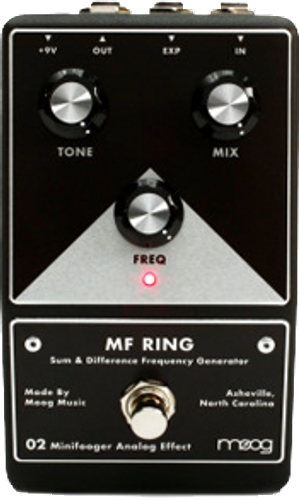 +9V OUT EXP IN
TONE MIX
FREQ
MF RING
Sum & Difference Frequency Generator
Made By
Moog Music
Asheville,
North Carolina
02 Minifooger Analog Effect
moog